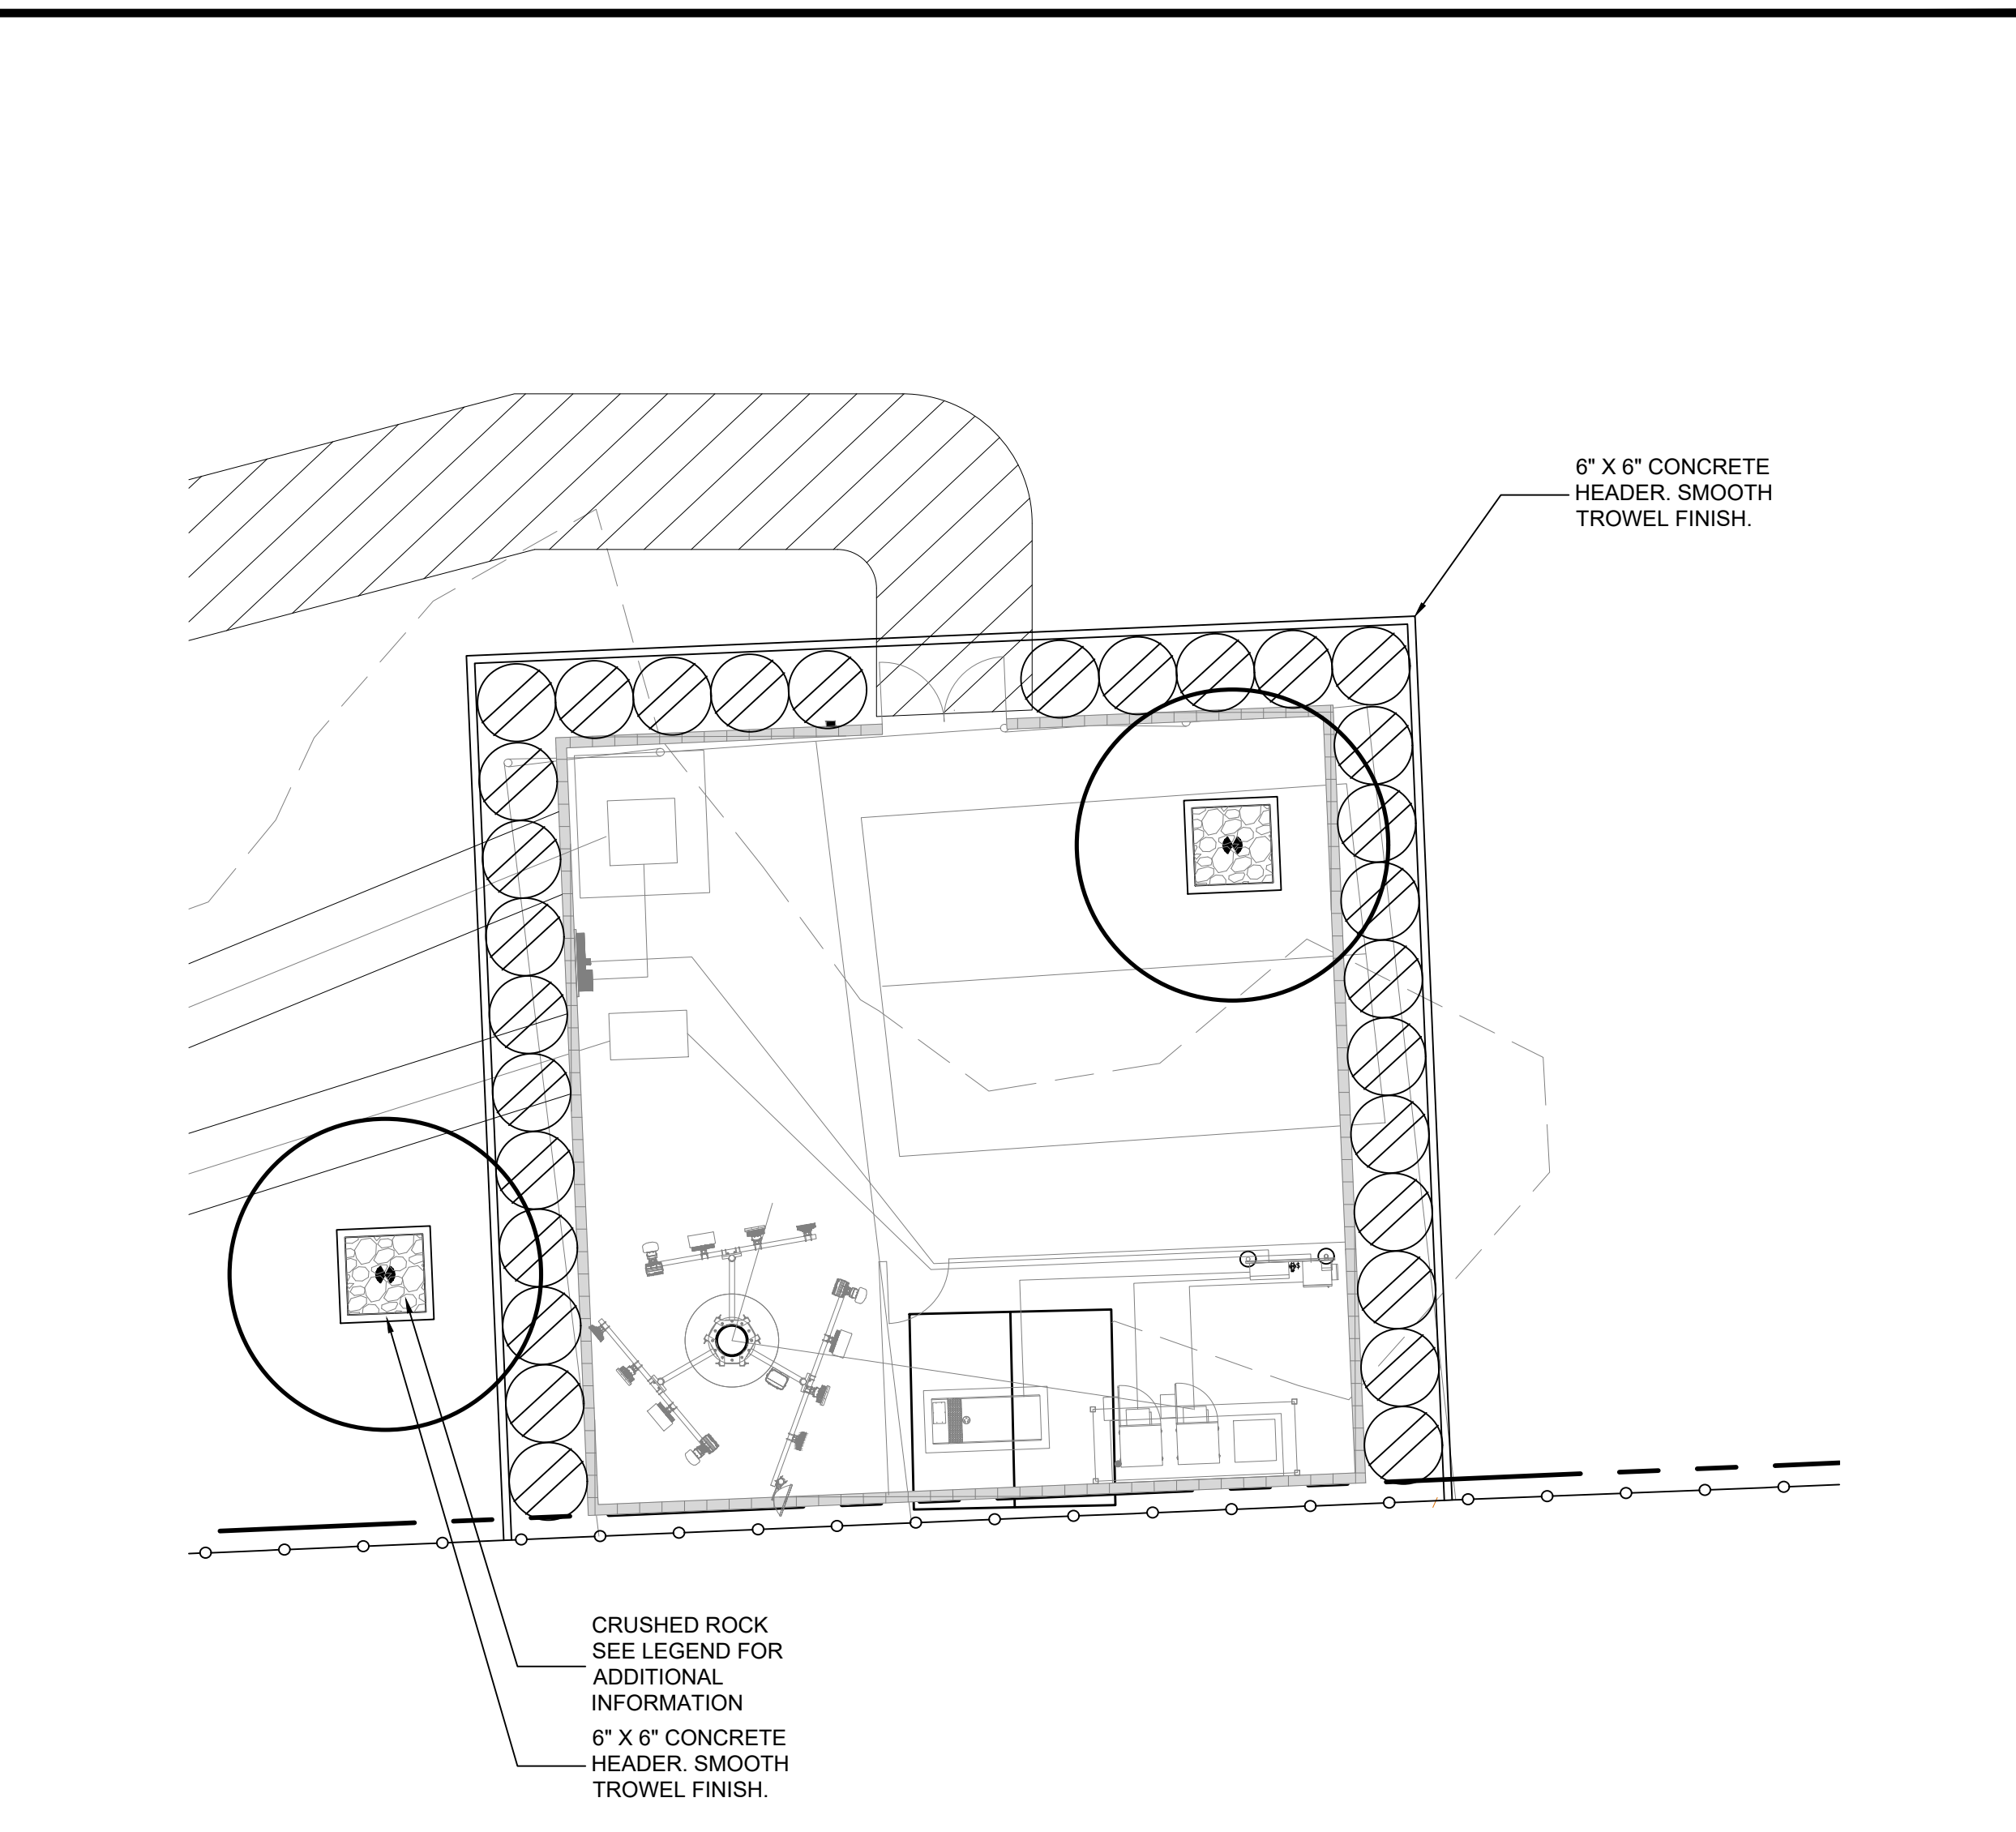 6" X 6" CONCRETE
HEADER. SMOOTH
TROWEL FINISH.
CRUSHED ROCK
SEE LEGEND FOR
ADDITIONAL
INFORMATION
6" X 6" CONCRETE
HEADER. SMOOTH
TROWEL FINISH.